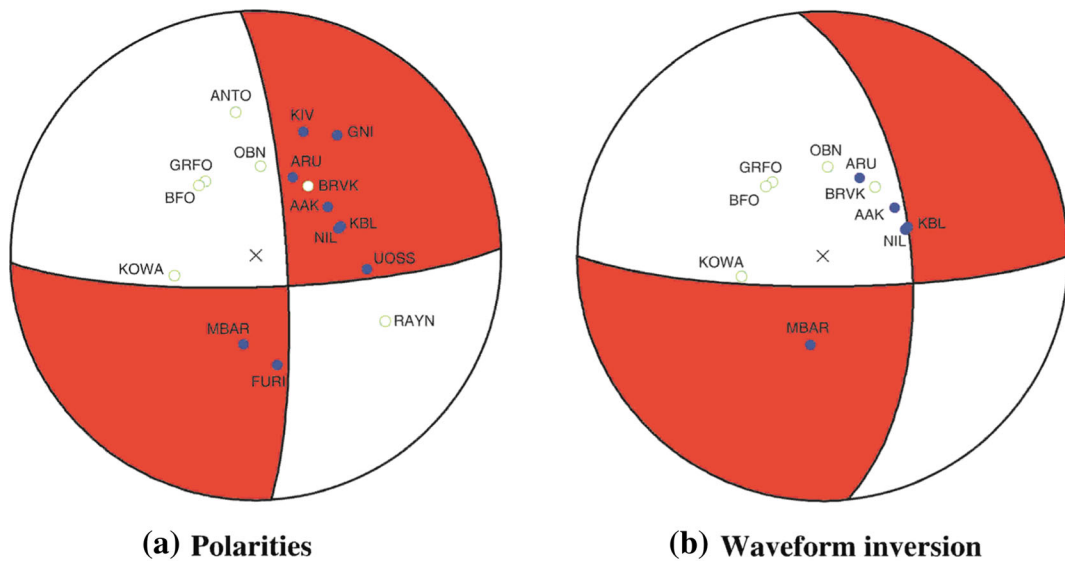 ANTO
KIV
GNI
OBN
GRFO
ARU
BFO
BRVK
AAK
KBL
NIL
UOSS
KOWA
RAYN
MBAR
FURI
(a) Polarities
OBN
ARU
GRFO
BFO
BRVK
AAK
KBL
NIL
KOWA
MBAR
(b) Waveform inversion